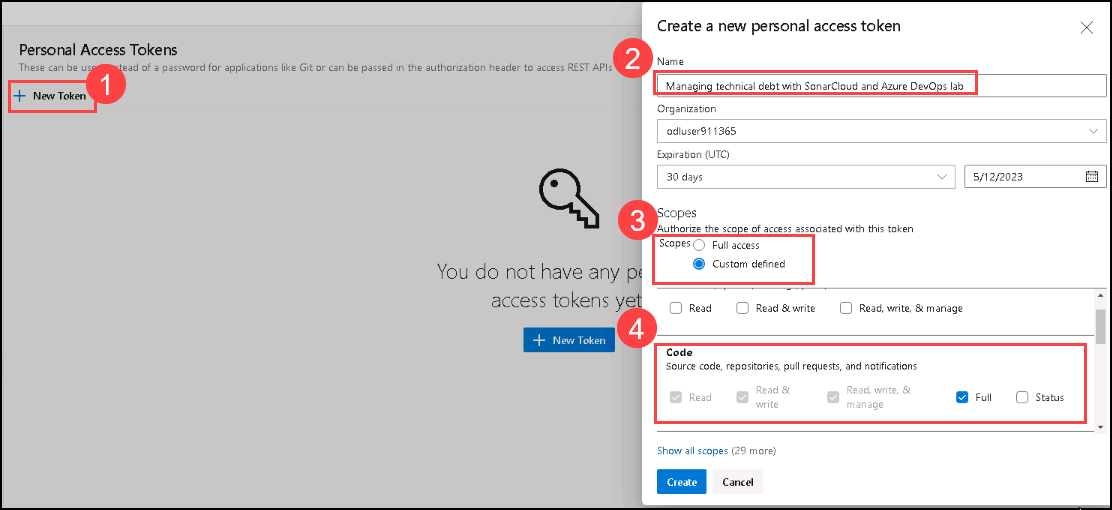 Personal Access Tokens
These can be use instead of a password for applications like Git or can be passed in the authorization header to access REST APIs
1
+ New Token
You do not have any pe
access tokens yet
+ New Token
Create a new personal access token
2
Name
Managing technical debt with SonarCloud and Azure DevOps lab
Organization
odluser911365
Expiration (UTC)
30 days
5/12/2023
Scopes
3
Authorize the scope of access associated with this token
Scopes
Full access
Custom defined
Read Read & write Read, write, & manage
4
Code
Source code, repositories, pull requests, and notifications
Read Read & write Read, write, & manage Full Status
Show all scopes (29 more)
Create Cancel